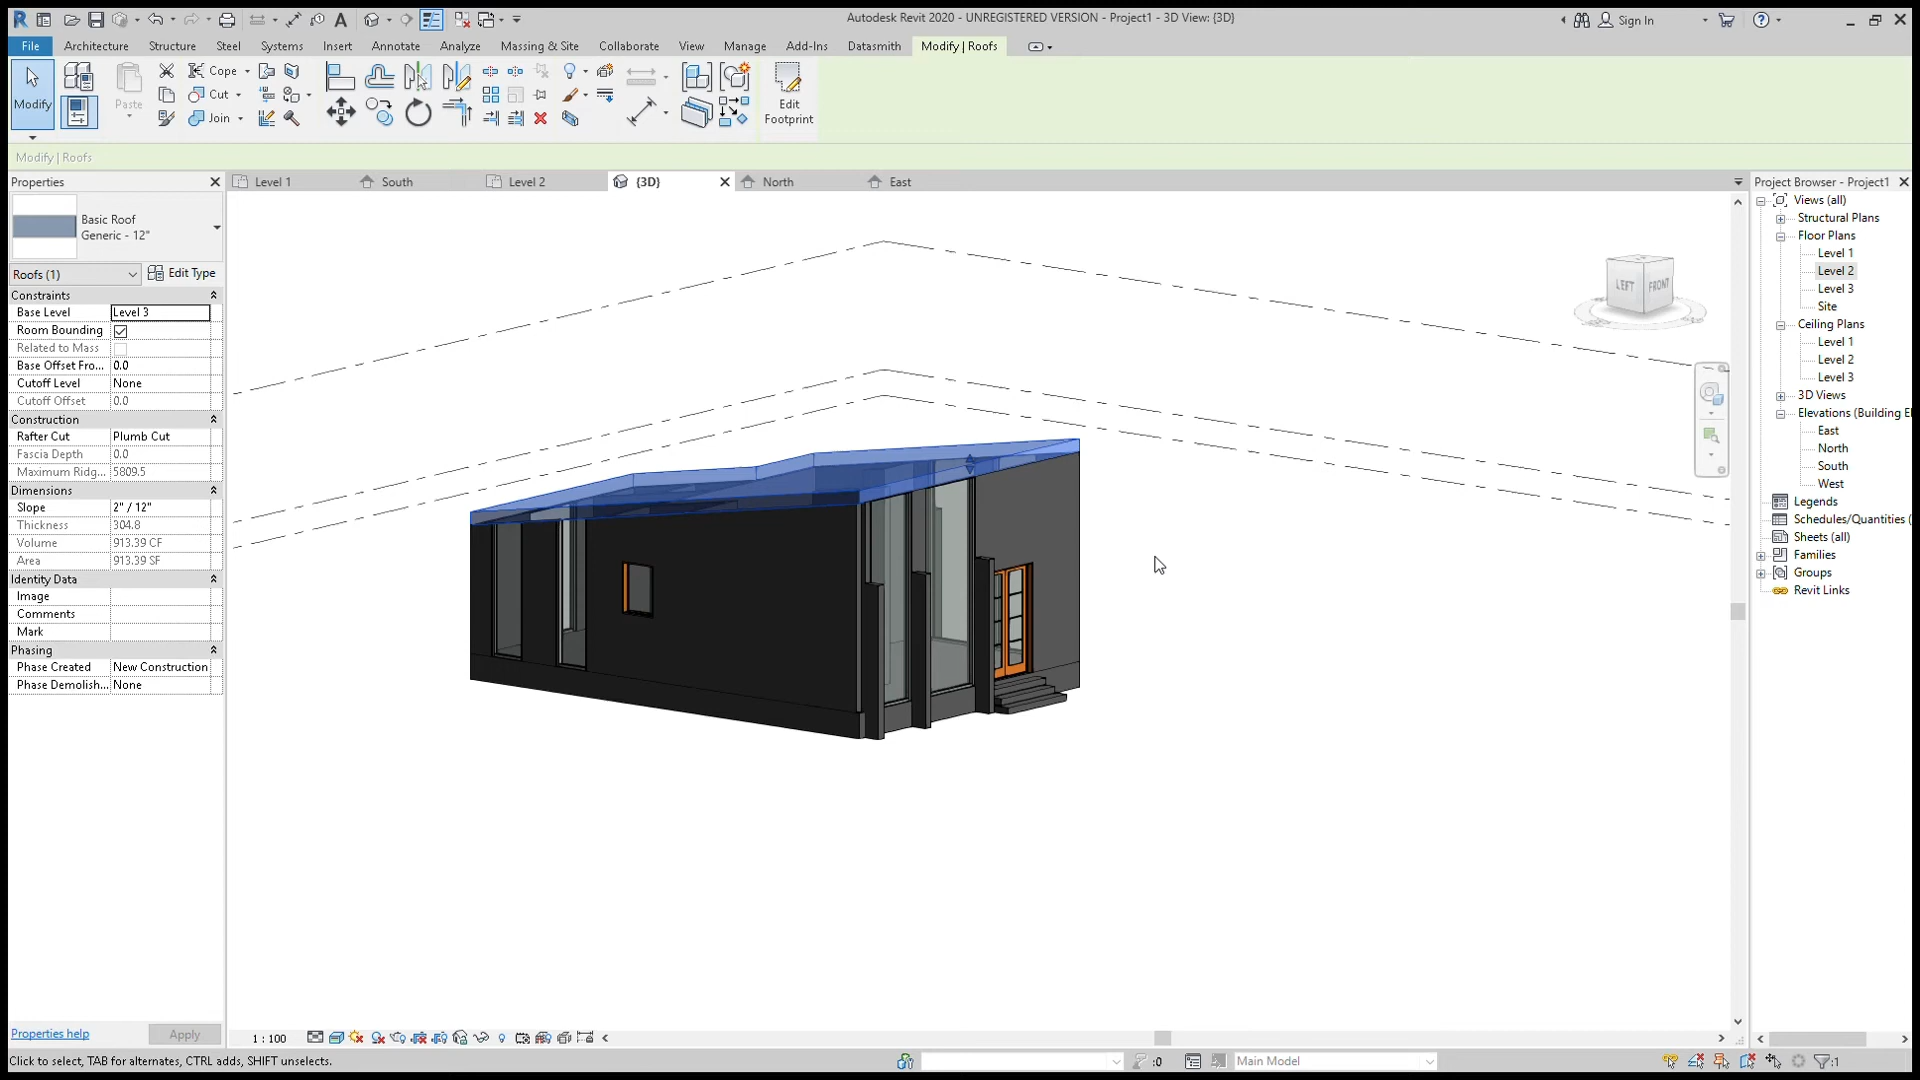 Autodesk Revit 2020 - UNREGISTERED VERSION - Project1 - 3D View: {3D}
Sign In
File Architecture Structure Steel Systems Insert Annotate Analyze Massing & Site Collaborate View Manage Add-Ins Datasmith Modify | Roofs
Modify
Paste
Cope
Cut
Join
Edit Footprint
Modify | Roofs
Properties
Level 1 South Level 2 {3D} North East
Project Browser - Project1
Basic Roof
Generic - 12"
Roofs (1) Edit Type
Constraints
Base Level Level 3
Room Bounding
Related to Mass
Base Offset Fro... 0.0
Cutoff Level None
Cutoff Offset 0.0
Construction
Rafter Cut Plumb Cut
Fascia Depth 0.0
Maximum Ridg... 5809.5
Dimensions
Slope 2" / 12"
Thickness 304.8
Volume 913.39 CF
Area 913.39 SF
Identity Data
Image
Comments
Mark
Phasing
Phase Created New Construction
Phase Demolish... None
Properties help Apply
LEFT FRONT
Views (all)
Structural Plans
Floor Plans
Level 1
Level 2
Level 3
Site
Ceiling Plans
Level 1
Level 2
Level 3
3D Views
Elevations (Building E
East
North
South
West
Legends
Schedules/Quantities (
Sheets (all)
Families
Groups
Revit Links
1 : 100
Click to select, TAB for alternates, CTRL adds, SHIFT unselects.
:0
Main Model
:1